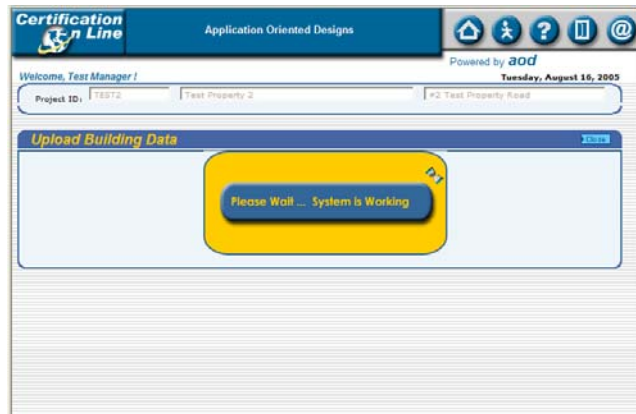 Certification
On Line
Application Oriented Designs
?
@
Powered by aod
Welcome, Test Manager !
Tuesday, August 16, 2005
Project ID: TEST2 Test Property 2 #2 Test Property Road
Upload Building Data
Close
Please Wait ... System is Working